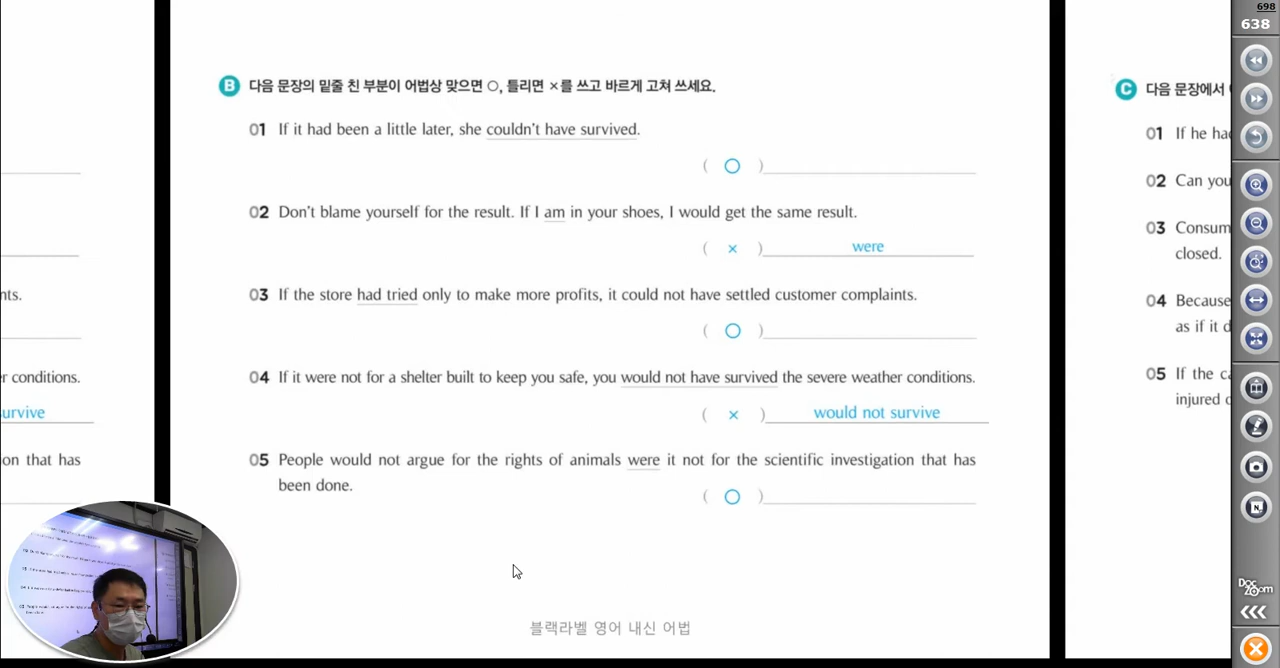 698
638
B 다음 문장의 밑줄 친 부분이 어법상 맞으면 ○, 틀리면 ×를 쓰고 바르게 고쳐 쓰세요.
01 If it had been a little later, she couldn't have survived.
( ○ )
02 Don't blame yourself for the result. If I am in your shoes, I would get the same result.
( × ) were
03 If the store had tried only to make more profits, it could not have settled customer complaints.
( ○ )
04 If it were not for a shelter built to keep you safe, you would not have survived the severe weather conditions.
( × ) would not survive
05 People would not argue for the rights of animals were it not for the scientific investigation that has
been done.
( ○ )
블랙라벨 영어 내신 어법
nts.
r conditions.
urvive
on that has
C 다음 문장에서
01 If he ha
02 Can you
03 Consum
closed.
04 Because
as if it d
05 If the ca
injured o
Doc
Zoom